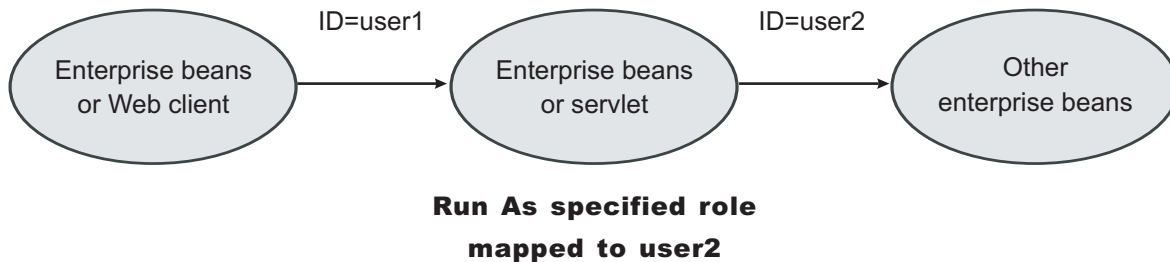 ID=user1
ID=user2
Enterprise beans
or Web client
Enterprise beans
or servlet
Other
enterprise beans
Run As specified role
mapped to user2